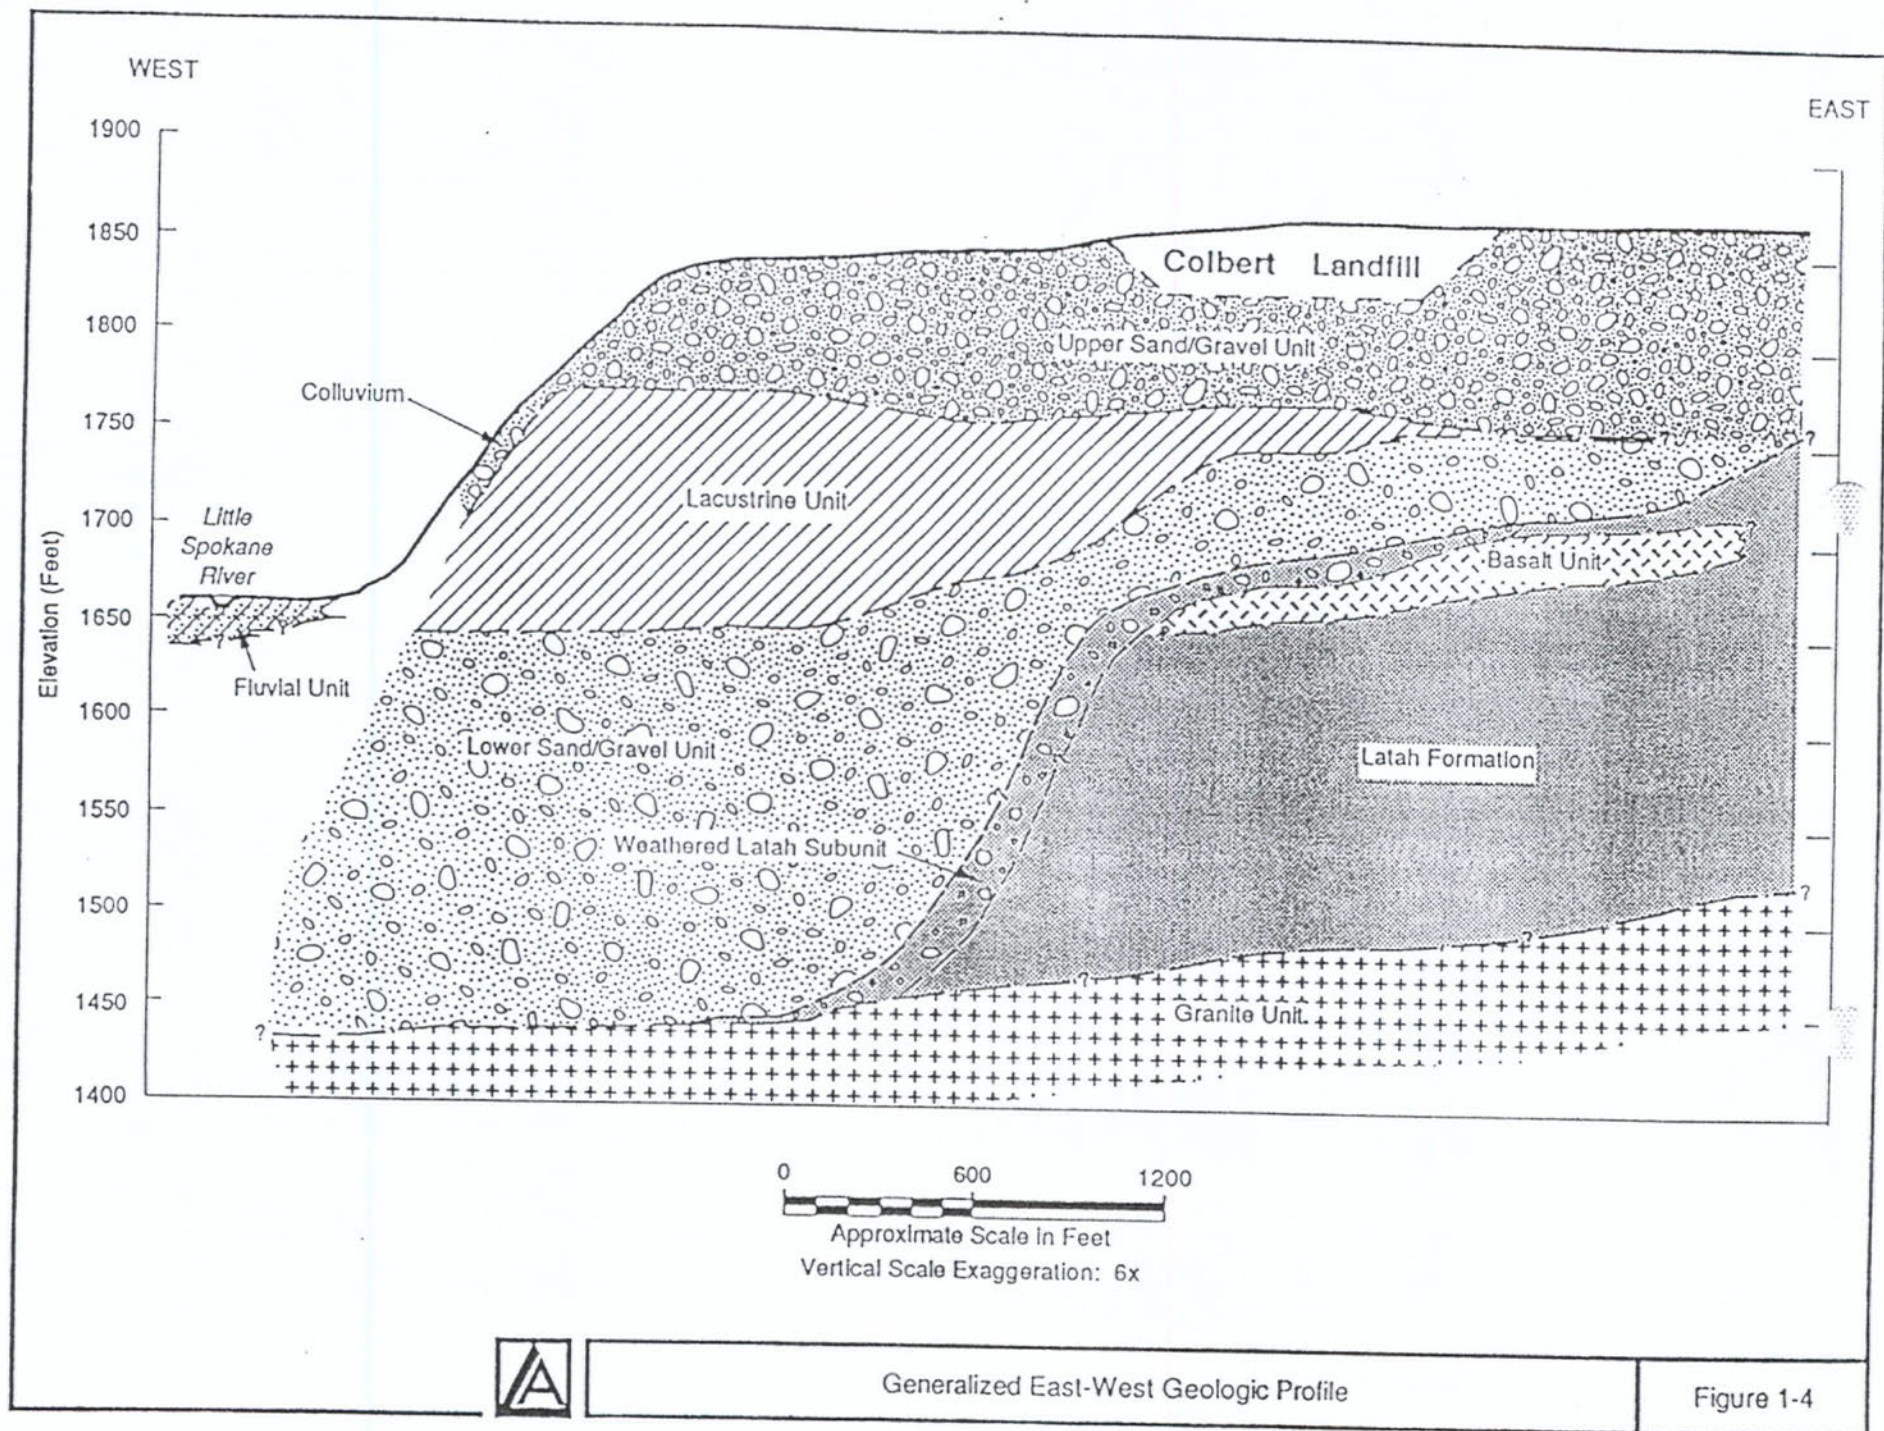 WEST
EAST
1900
1850
1800
1750
1700
1650
1600
1550
1500
1450
1400
Elevation (Feet)
Colbert Landfill
Upper Sand/Gravel Unit
Colluvium
Lacustrine Unit
Little
Spokane
River
Basalt Unit
Fluvial Unit
Lower Sand/Gravel Unit
Latah Formation
Weathered Latah Subunit
Granite Unit
?
?
?
?
?
?
?
?
?
0 600 1200
Approximate Scale in Feet
Vertical Scale Exaggeration: 6x
A
Generalized East-West Geologic Profile
Figure 1-4